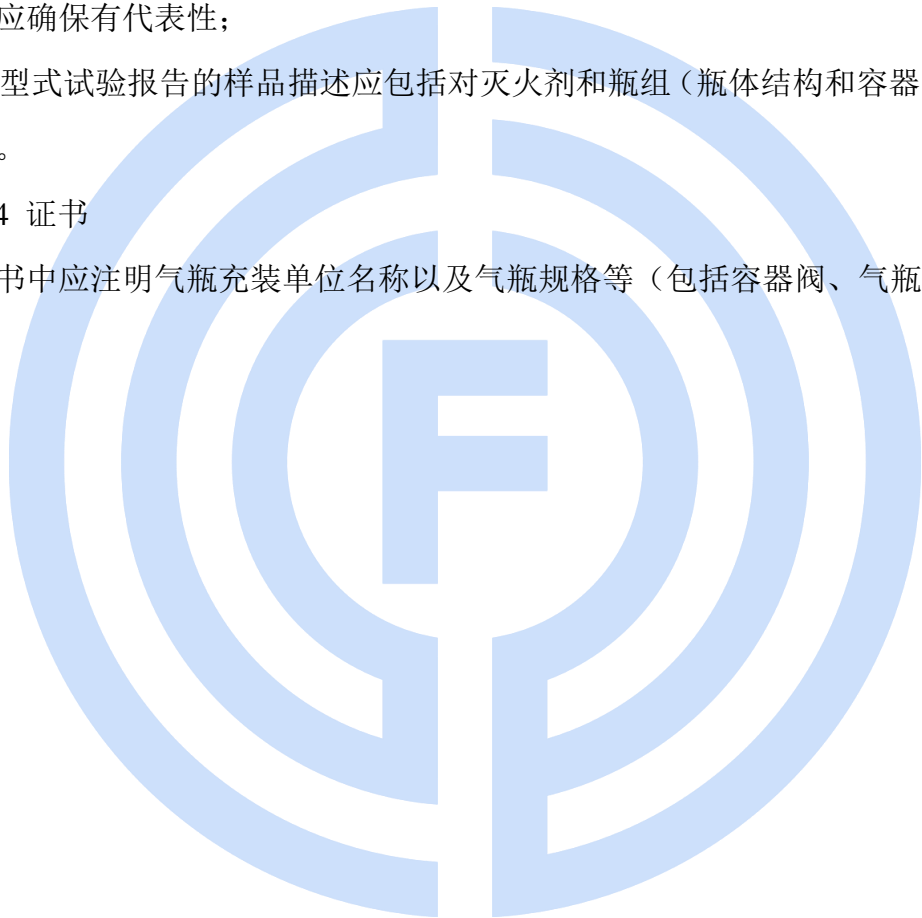 应确保有代表性；
型式试验报告的样品描述应包括对灭火剂和瓶组（瓶体结构和容器
。
4 证书
书中应注明气瓶充装单位名称以及气瓶规格等（包括容器阀、气瓶
F